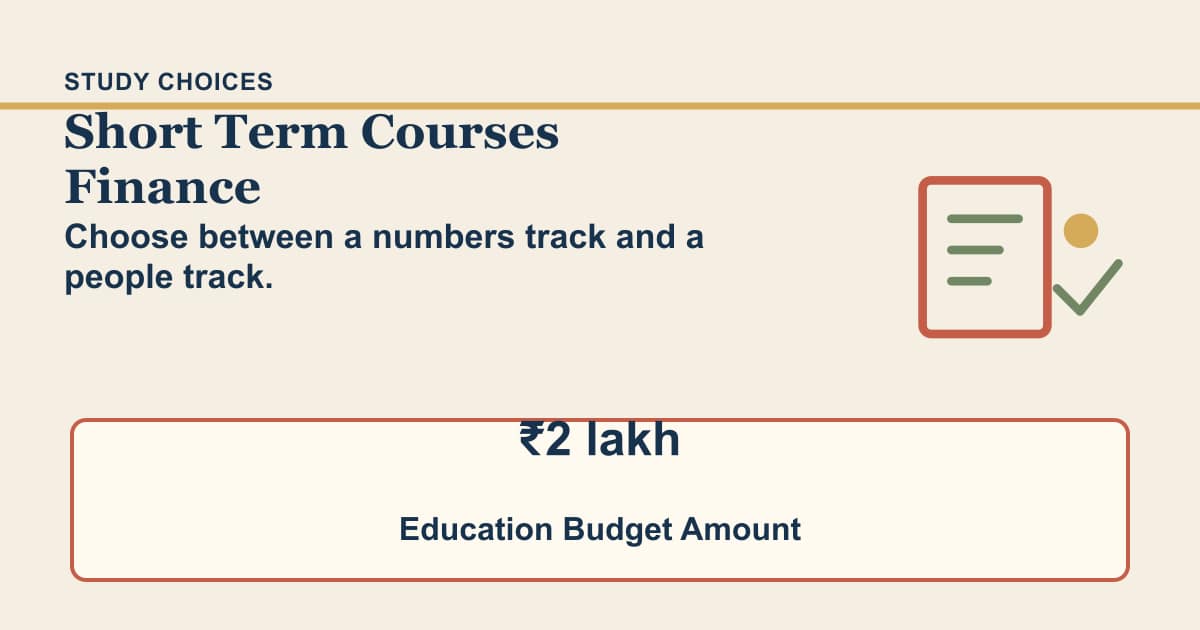 STUDY CHOICES
Short Term Courses
Finance
Choose between a numbers track and a
people track.
₹2 lakh
Education Budget Amount